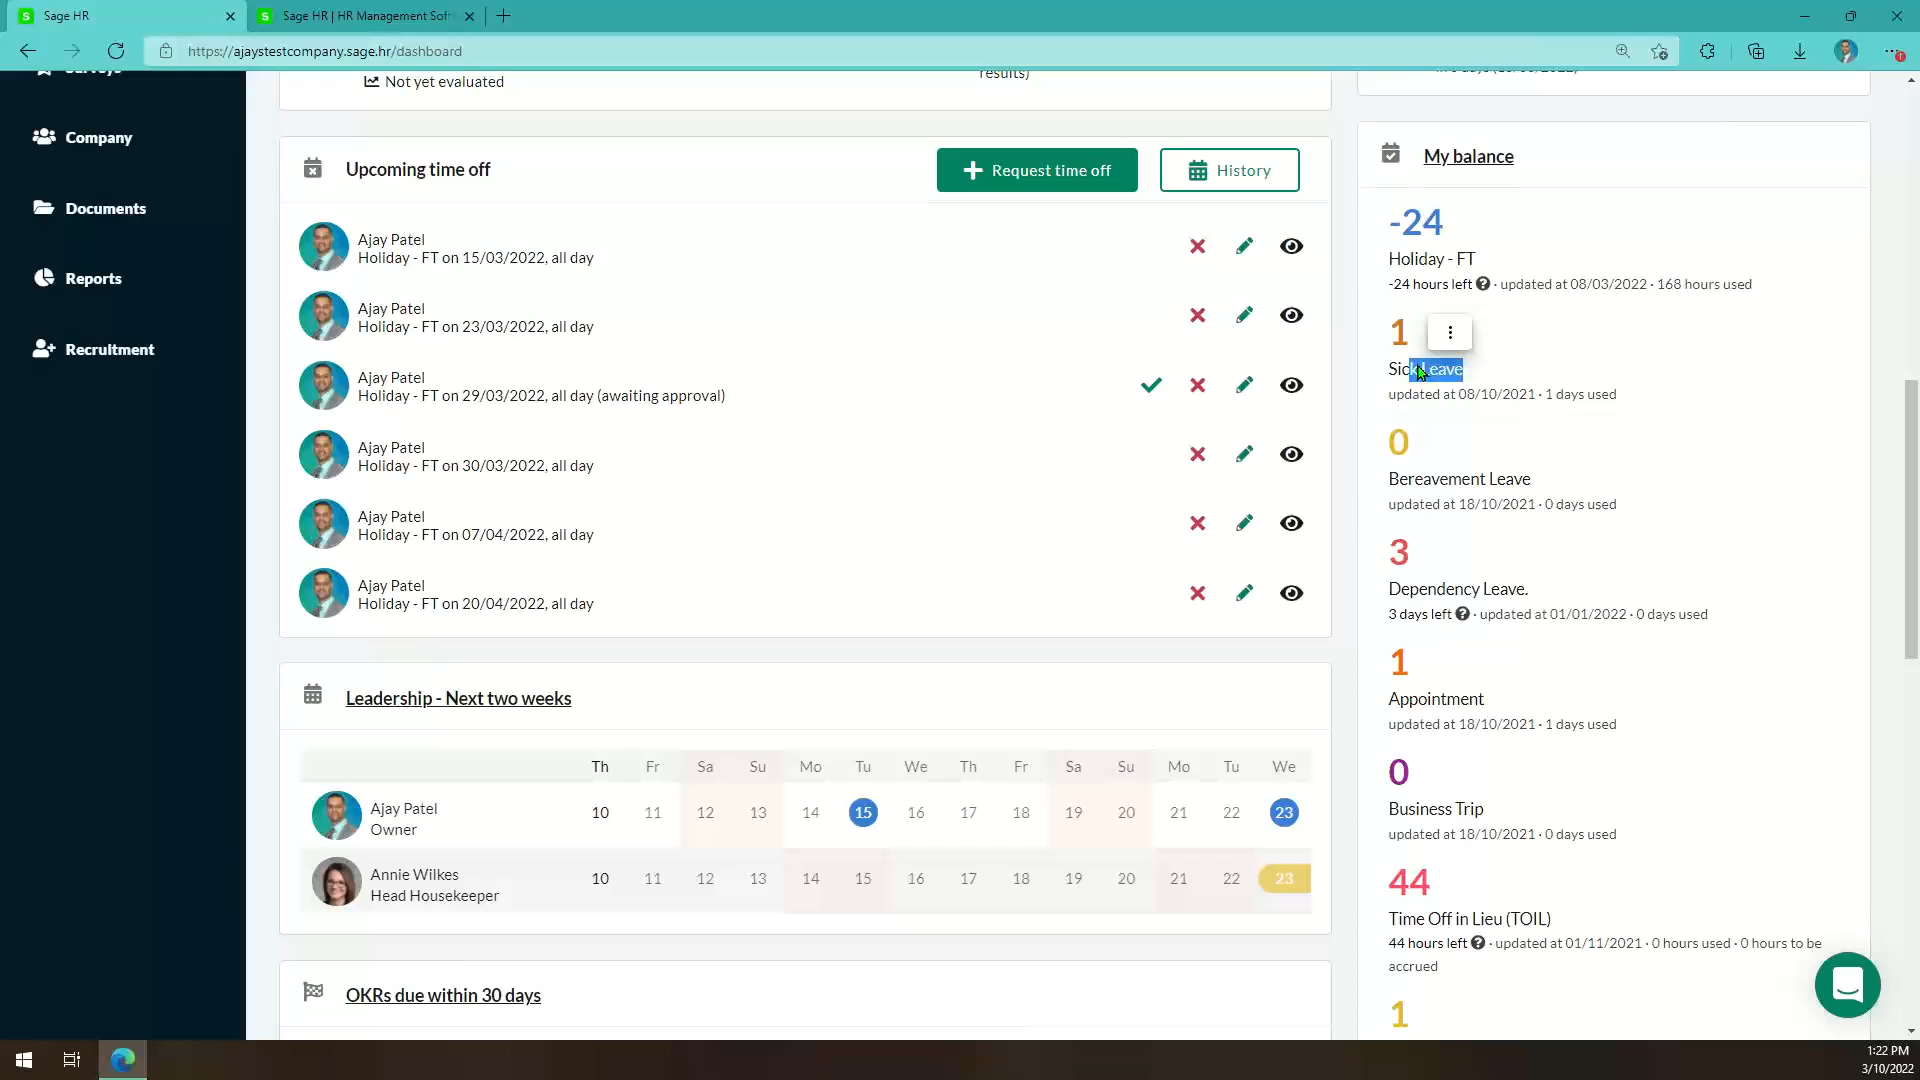 Sage HR
Sage HR | HR Management Soft
https://ajaystestcompany.sage.hr/dashboard
Company
Documents
Reports
Recruitment
Not yet evaluated
results)
Upcoming time off
Request time off
History
Ajay Patel
Holiday - FT on 15/03/2022, all day
Ajay Patel
Holiday - FT on 23/03/2022, all day
Ajay Patel
Holiday - FT on 29/03/2022, all day (awaiting approval)
Ajay Patel
Holiday - FT on 30/03/2022, all day
Ajay Patel
Holiday - FT on 07/04/2022, all day
Ajay Patel
Holiday - FT on 20/04/2022, all day
Leadership - Next two weeks
Th Fr Sa Su Mo Tu We Th Fr Sa Su Mo Tu We
Ajay Patel
Owner
10 11 12 13 14 15 16 17 18 19 20 21 22 23
Annie Wilkes
Head Housekeeper
10 11 12 13 14 15 16 17 18 19 20 21 22 23
OKRs due within 30 days
My balance
-24
Holiday - FT
-24 hours left · updated at 08/03/2022 · 168 hours used
1
Sick Leave
updated at 08/10/2021 · 1 days used
0
Bereavement Leave
updated at 18/10/2021 · 0 days used
3
Dependency Leave.
3 days left · updated at 01/01/2022 · 0 days used
1
Appointment
updated at 18/10/2021 · 1 days used
0
Business Trip
updated at 18/10/2021 · 0 days used
44
Time Off in Lieu (TOIL)
44 hours left · updated at 01/11/2021 · 0 hours used · 0 hours to be
accrued
1
1:22 PM
3/10/2022